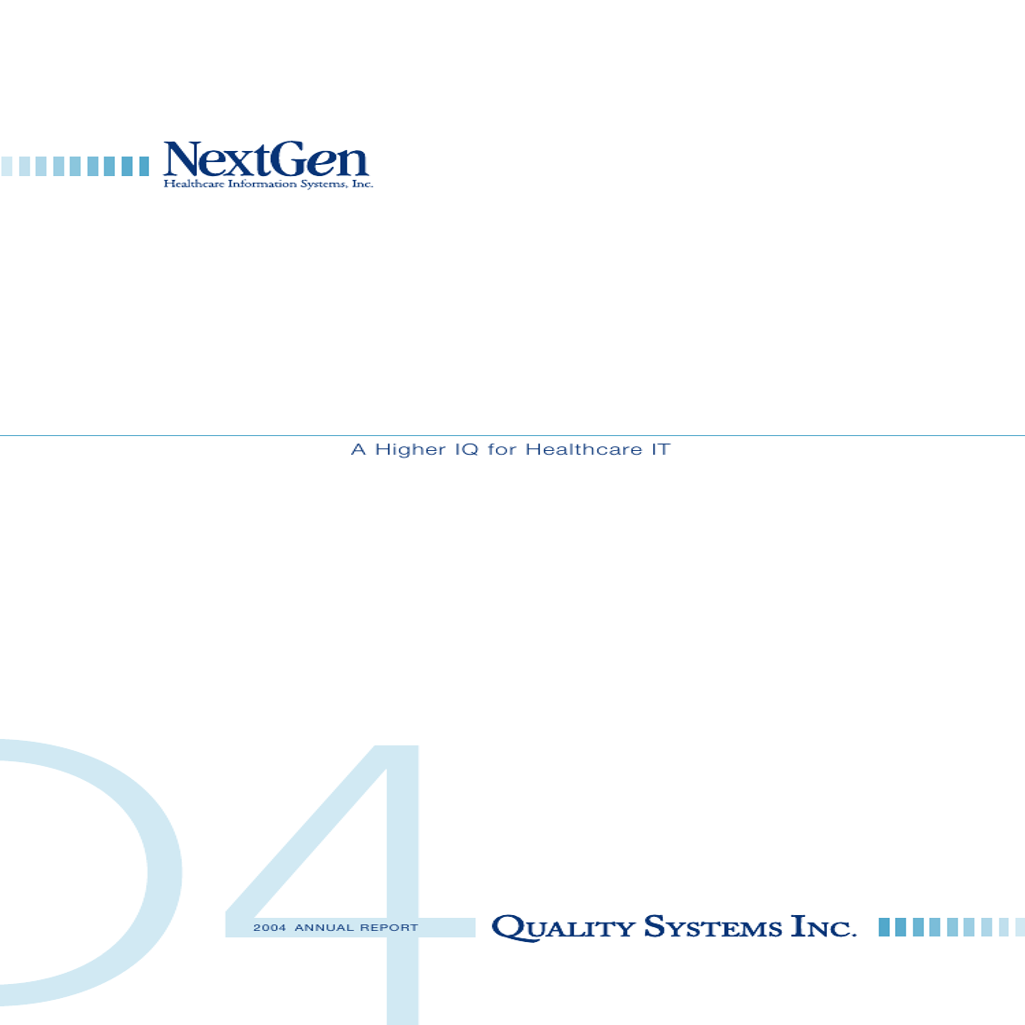 NextGen
Healthcare Information Systems, Inc.
A Higher IQ for Healthcare IT
04
2004 ANNUAL REPORT
QUALITY SYSTEMS INC.